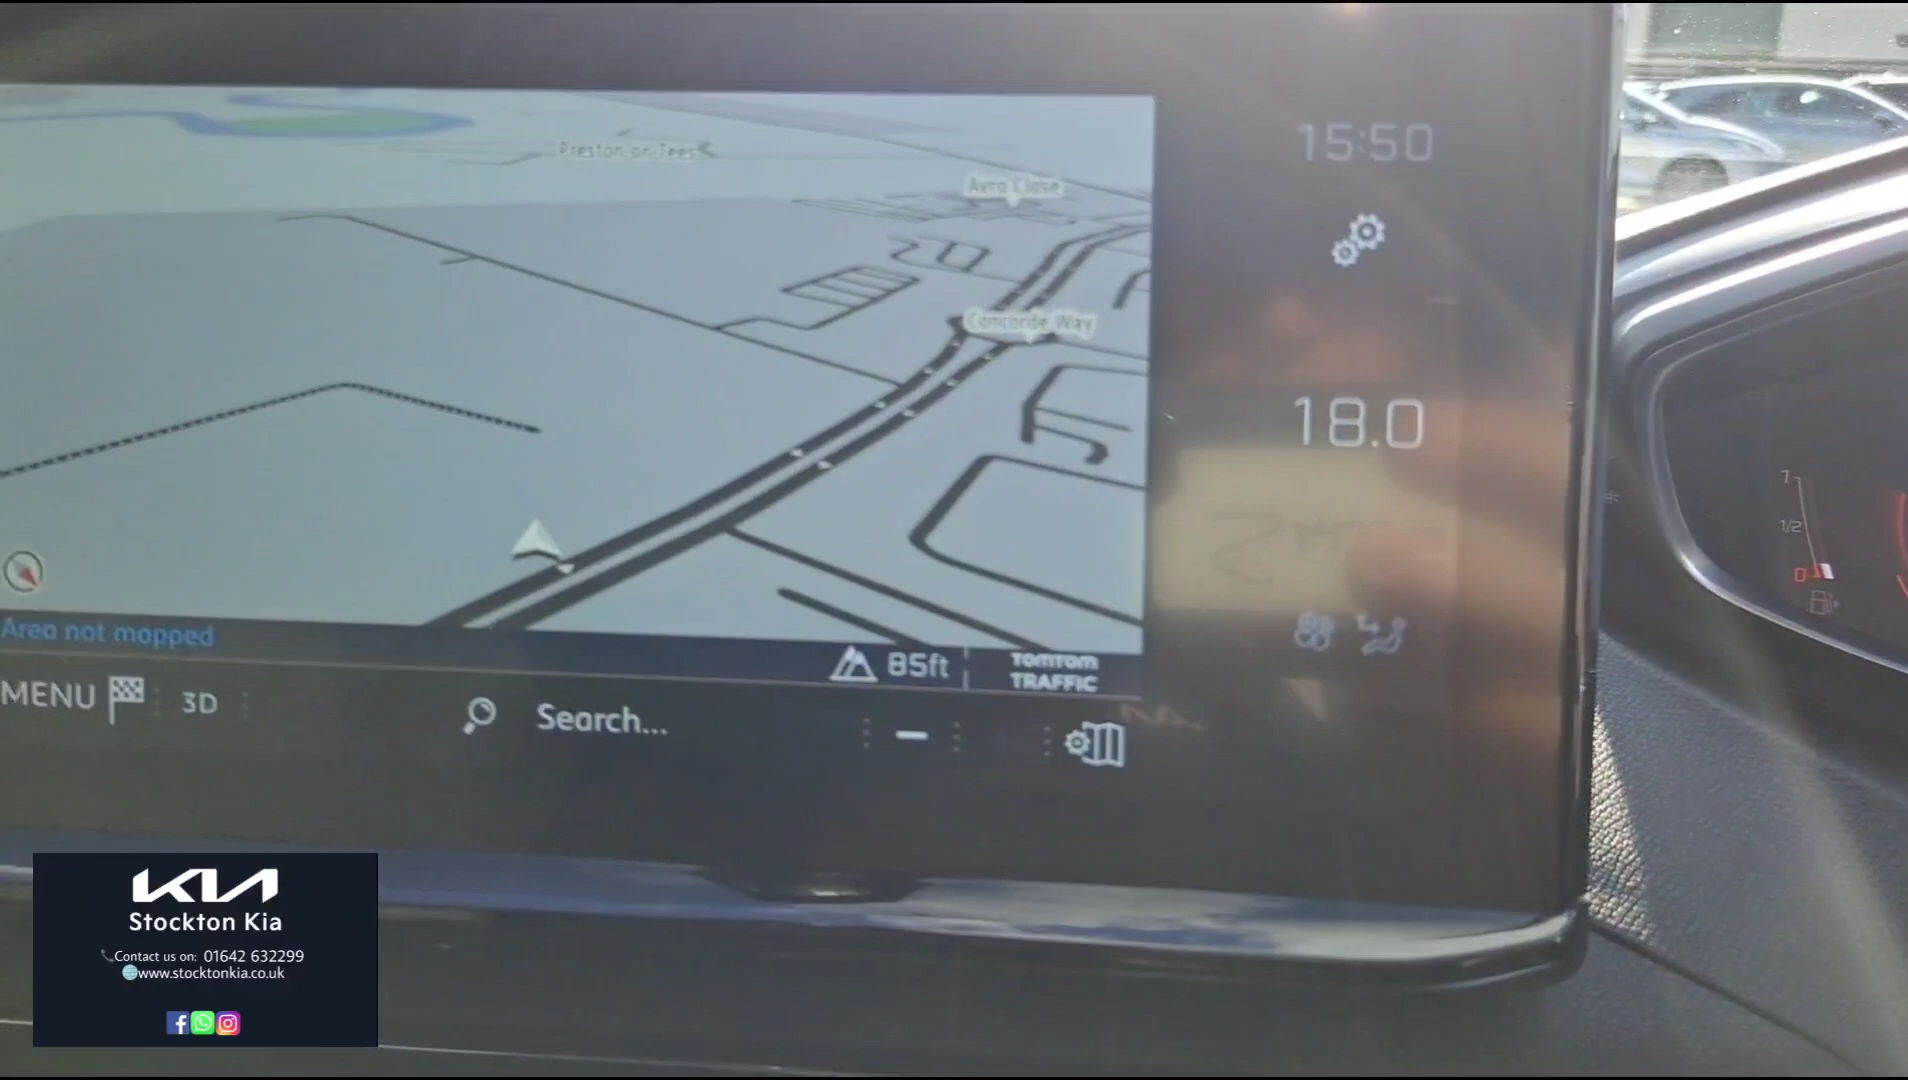 Preston-on-Tees
Avro Close
15:50
Concorde Way
18.0
1
1/2
0
Area not mapped
85ft
TOMTOM
TRAFFIC
MENU
3D
Search...
KIA
Stockton Kia
Contact us on: 01642 632299
www.stocktonkia.co.uk